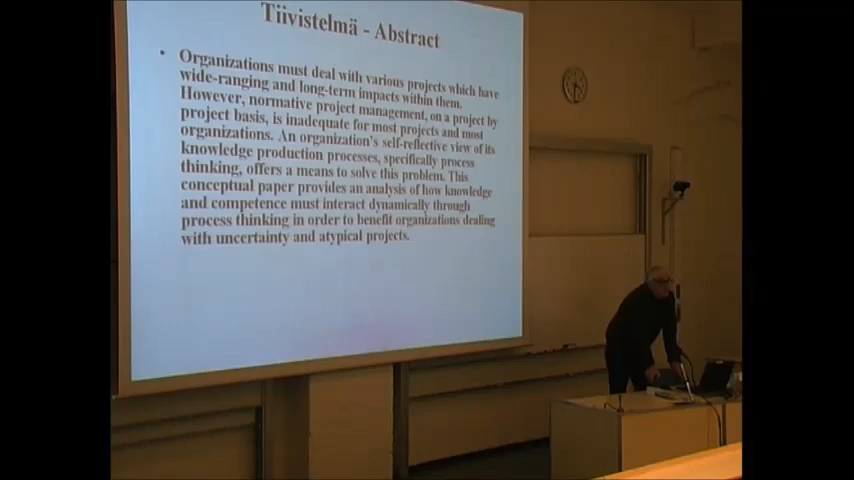 Tiivistelmä - Abstract
• Organizations must deal with various projects which have
wide-ranging and long-term impacts within them.
However, normative project management, on a project by
project basis, is inadequate for most projects and most
organizations. An organization's self-reflective view of its
knowledge production processes, specifically process
thinking, offers a means to solve this problem. This
conceptual paper provides an analysis of how knowledge
and competence must interact dynamically through
process thinking in order to benefit organizations dealing
with uncertainty and atypical projects.